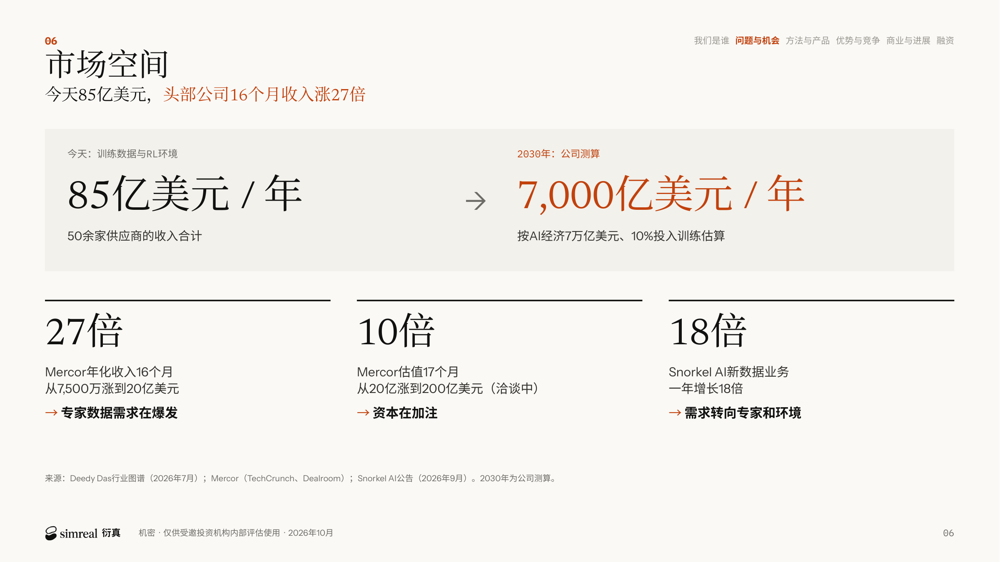 06
我们是谁 问题与机会 方法与产品 优势与竞争 商业与进展 融资
市场空间
今天85亿美元，头部公司16个月收入涨27倍
今天：训练数据与RL环境
85亿美元 / 年
50余家供应商的收入合计
→
2030年：公司测算
7,000亿美元 / 年
按AI经济7万亿美元、10%投入训练估算
27倍
Mercor年化收入16个月
从7,500万涨到20亿美元
→ 专家数据需求在爆发
10倍
Mercor估值17个月
从20亿涨到200亿美元（洽谈中）
→ 资本在加注
18倍
Snorkel AI新数据业务
一年增长18倍
→ 需求转向专家和环境
来源：Deedy Das行业图谱（2026年7月）；Mercor（TechCrunch、Dealroom）；Snorkel AI公告（2026年9月）。2030年为公司测算。
simreal 衍真
机密 · 仅供受邀投资机构内部评估使用 · 2026年10月
06